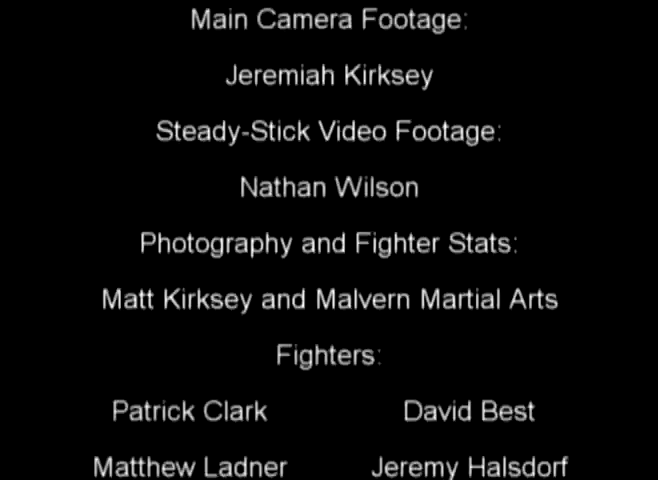 Main Camera Footage:
Jeremiah Kirksey
Steady-Stick Video Footage:
Nathan Wilson
Photography and Fighter Stats:
Matt Kirksey and Malvern Martial Arts
Fighters:
Patrick Clark David Best
Matthew Ladner Jeremy Halsdorf